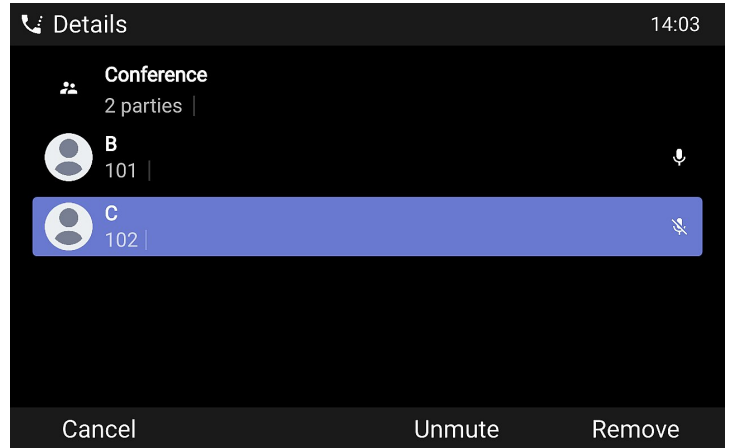 Details 14:03
Conference
2 parties
B
101
C
102
Cancel Unmute Remove